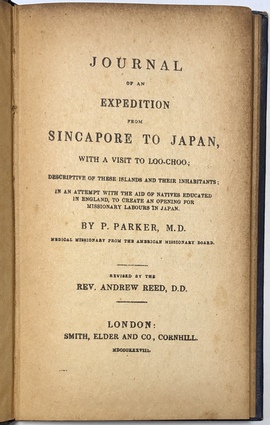 JOURNAL
OF AN
EXPEDITION
FROM
SINCAPORE TO JAPAN,
WITH A VISIT TO LOO-CHOO;
DESCRIPTIVE OF THESE ISLANDS AND THEIR INHABITANTS;
IN AN ATTEMPT WITH THE AID OF NATIVES EDUCATED
IN ENGLAND, TO CREATE AN OPENING FOR
MISSIONARY LABOURS IN JAPAN.
BY P. PARKER, M.D.
MEDICAL MISSIONARY FROM THE AMERICAN MISSIONARY BOARD.
REVISED BY THE
REV. ANDREW REED, D.D.
LONDON:
SMITH, ELDER AND CO, CORNHILL.
MDCCCXXXVIII.